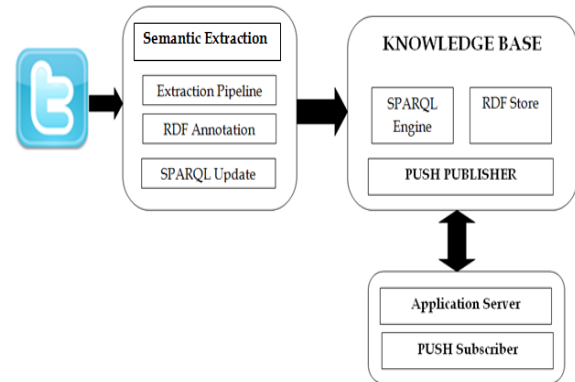 Semantic Extraction
Extraction Pipeline
RDF Annotation
SPARQL Update
KNOWLEDGE BASE
SPARQL
Engine
RDF Store
PUSH PUBLISHER
Application Server
PUSH Subscriber